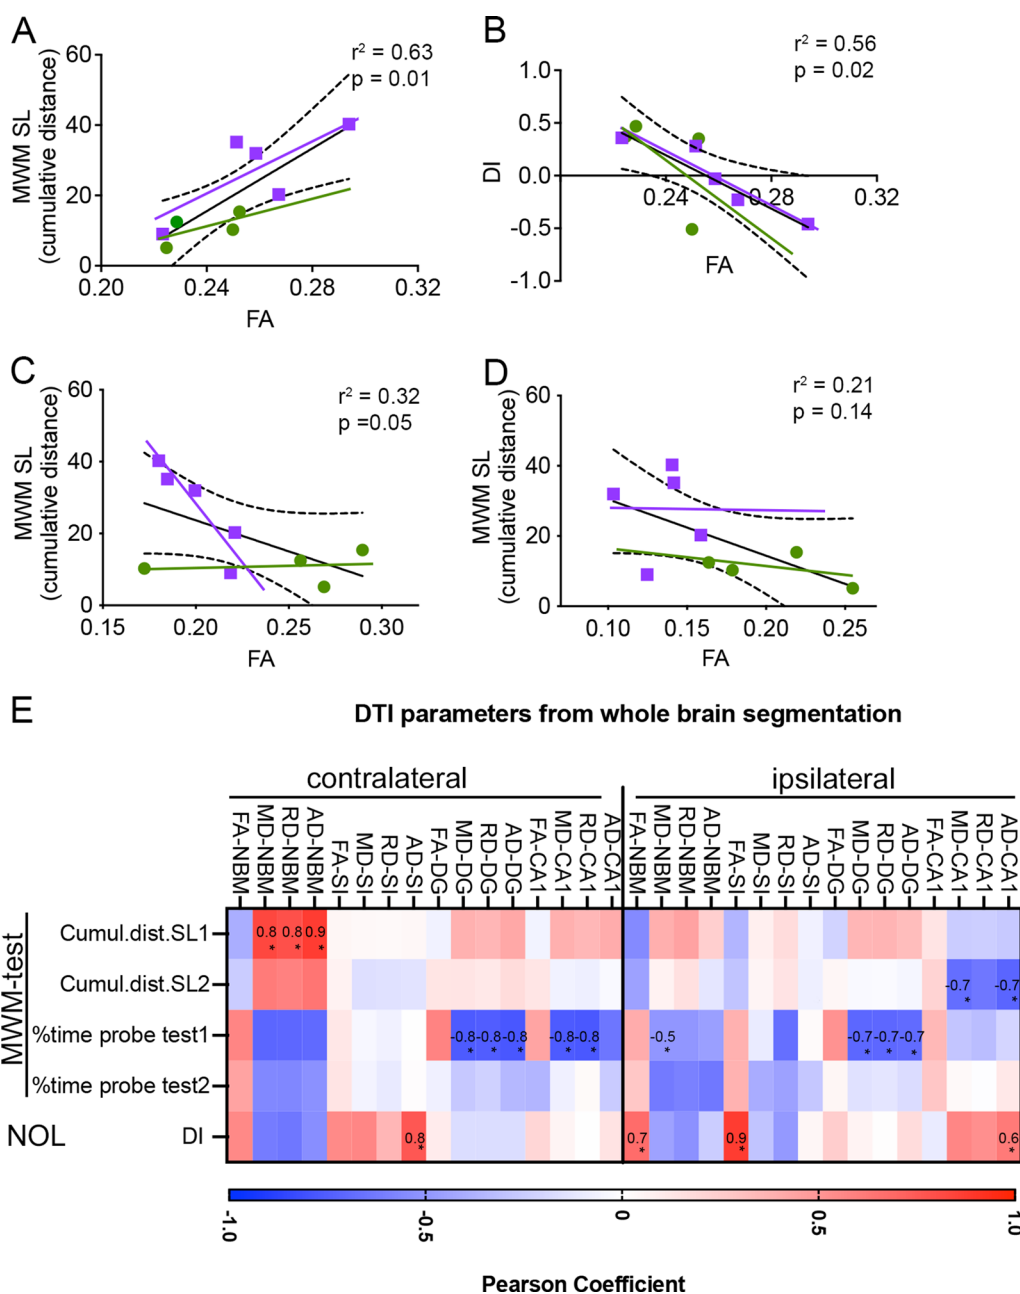 A
r² = 0.63
p = 0.01
MWM SL
(cumulative distance)
60
40
20
0
0.20
0.24
0.28
0.32
FA
B
r² = 0.56
p = 0.02
DI
1.0
0.5
0.0
-0.5
-1.0
0.24
0.28
0.32
FA
C
r² = 0.32
p =0.05
MWM SL
(cumulative distance)
60
40
20
0
0.15
0.20
0.25
0.30
FA
D
r² = 0.21
p = 0.14
MWM SL
(cumulative distance)
60
40
20
0
0.10
0.15
0.20
0.25
FA
E
DTI parameters from whole brain segmentation
contralateral
ipsilateral
FA-NBM
MD-NBM
RD-NBM
AD-NBM
FA-SI
MD-SI
RD-SI
AD-SI
FA-DG
MD-DG
RD-DG
AD-DG
FA-CA1
MD-CA1
RD-CA1
AD-CA1
FA-NBM
MD-NBM
RD-NBM
AD-NBM
FA-SI
MD-SI
RD-SI
AD-SI
FA-DG
MD-DG
RD-DG
AD-DG
FA-CA1
MD-CA1
RD-CA1
AD-CA1
MWM-test
Cumul.dist.SL1
0.8 * 0.8 * 0.9 *
Cumul.dist.SL2
-0.7 * -0.7 *
%time probe test1
-0.8 * -0.8 * -0.8 * -0.8 * -0.8 * -0.5 * -0.7 * -0.7 * -0.7 *
%time probe test2
NOL
DI
0.8 * 0.7 * 0.9 * 0.6 *
-1.0
-0.5
0
0.5
1.0
Pearson Coefficient